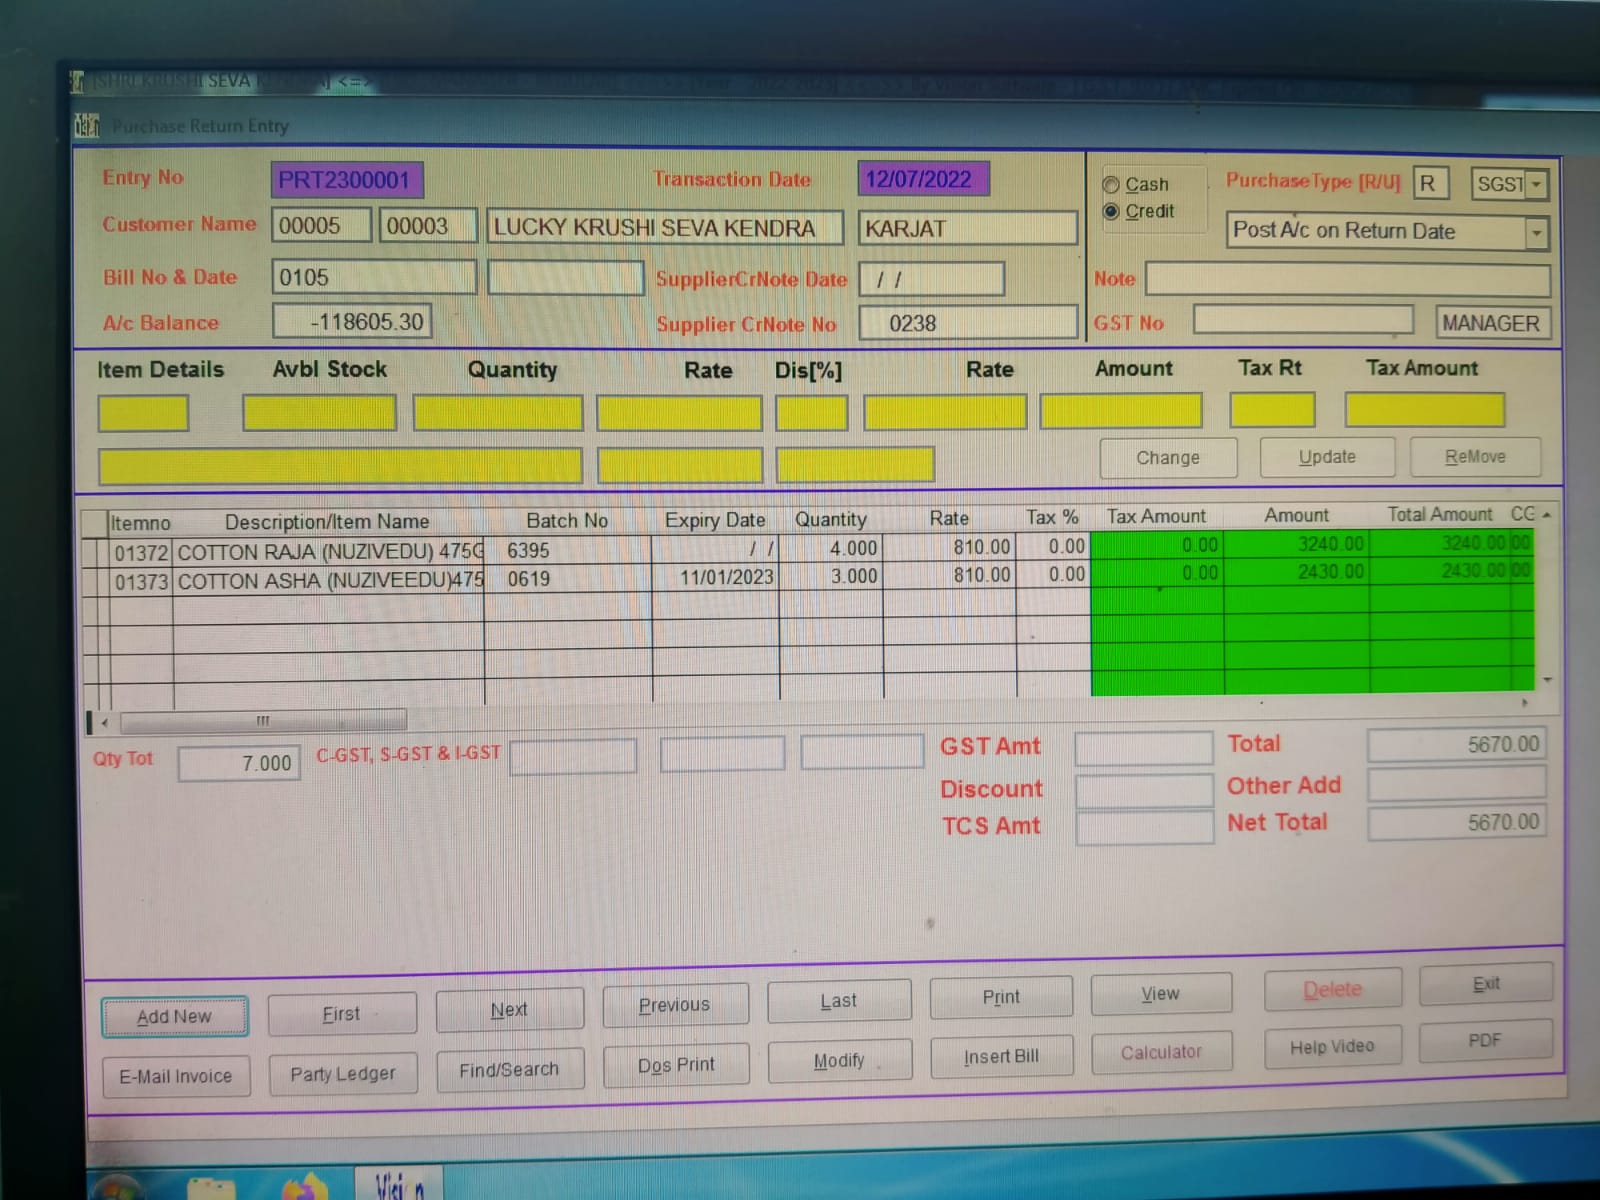 [SHRI KRUSHI SEVA
Purchase Return Entry
Entry No PRT2300001 Transaction Date 12/07/2022 Cash PurchaseType [R/U] R SGST
Customer Name 00005 00003 LUCKY KRUSHI SEVA KENDRA KARJAT Credit Post A/c on Return Date
Bill No & Date 0105 SupplierCrNote Date / / Note
A/c Balance -118605.30 Supplier CrNote No 0238 GST No MANAGER
Item Details Avbl Stock Quantity Rate Dis[%] Rate Amount Tax Rt Tax Amount
Change Update ReMove
Itemno Description/Item Name Batch No Expiry Date Quantity Rate Tax % Tax Amount Amount Total Amount CG
01372 COTTON RAJA (NUZIVEDU) 475G 6395 / / 4.000 810.00 0.00 0.00 3240.00 3240.00 00
01373 COTTON ASHA (NUZIVEEDU)475 0619 11/01/2023 3.000 810.00 0.00 0.00 2430.00 2430.00 00
Qty Tot 7.000 C-GST, S-GST & I-GST GST Amt Total 5670.00
Discount Other Add
TCS Amt Net Total 5670.00
Add New First Next Previous Last Print View Delete Exit
E-Mail Invoice Party Ledger Find/Search Dos Print Modify Insert Bill Calculator Help Video PDF
Vision